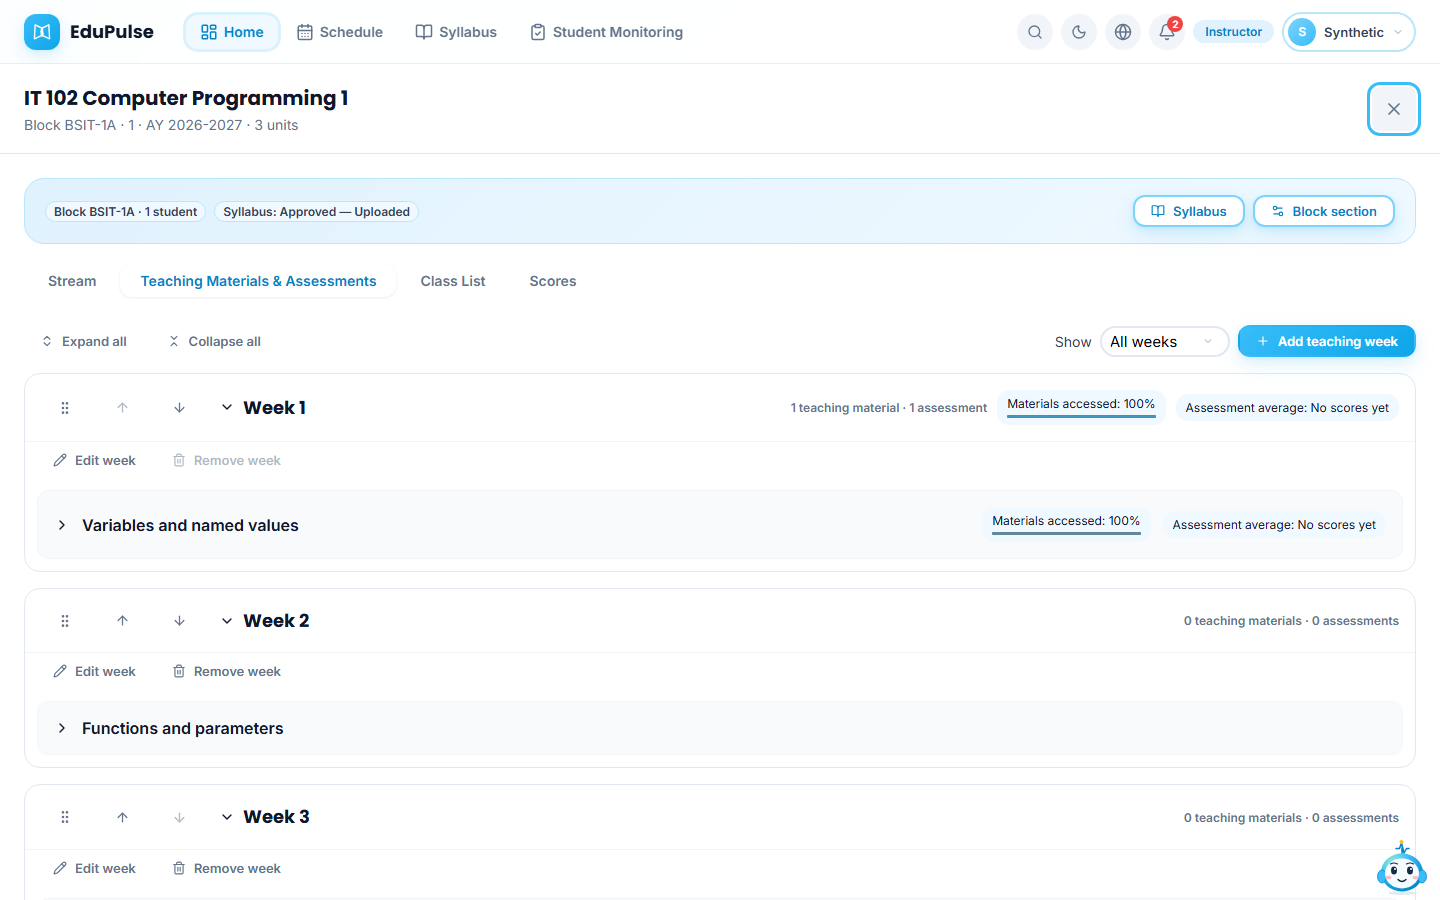 EduPulse
Home
Schedule
Syllabus
Student Monitoring
2
Instructor
S
Synthetic
IT 102 Computer Programming 1
Block BSIT-1A · 1 · AY 2026-2027 · 3 units
Block BSIT-1A · 1 student
Syllabus: Approved — Uploaded
Syllabus
Block section
Stream
Teaching Materials & Assessments
Class List
Scores
Expand all
Collapse all
Show
All weeks
Add teaching week
Week 1
1 teaching material · 1 assessment
Materials accessed: 100%
Assessment average: No scores yet
Edit week
Remove week
Variables and named values
Materials accessed: 100%
Assessment average: No scores yet
Week 2
0 teaching materials · 0 assessments
Edit week
Remove week
Functions and parameters
Week 3
0 teaching materials · 0 assessments
Edit week
Remove week